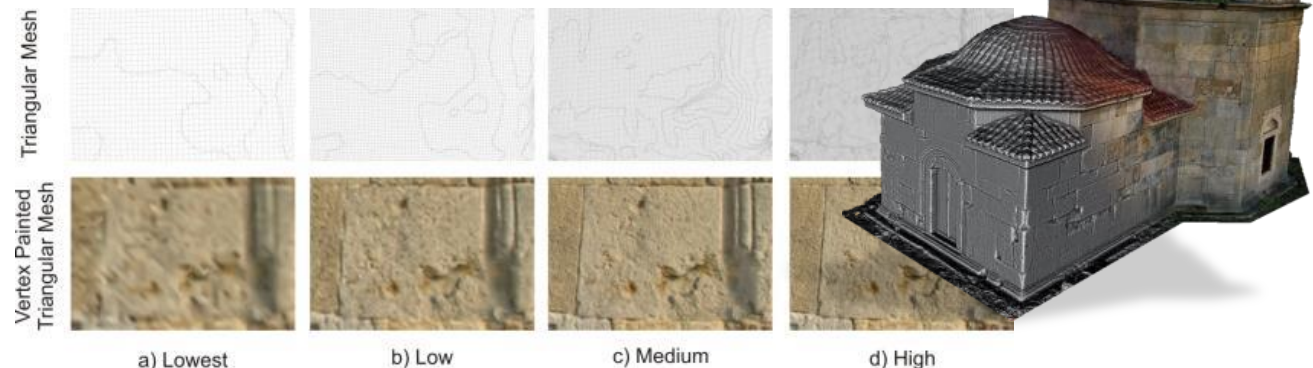 Triangular Mesh
Vertex Painted
Triangular Mesh
a) Lowest
b) Low
c) Medium
d) High